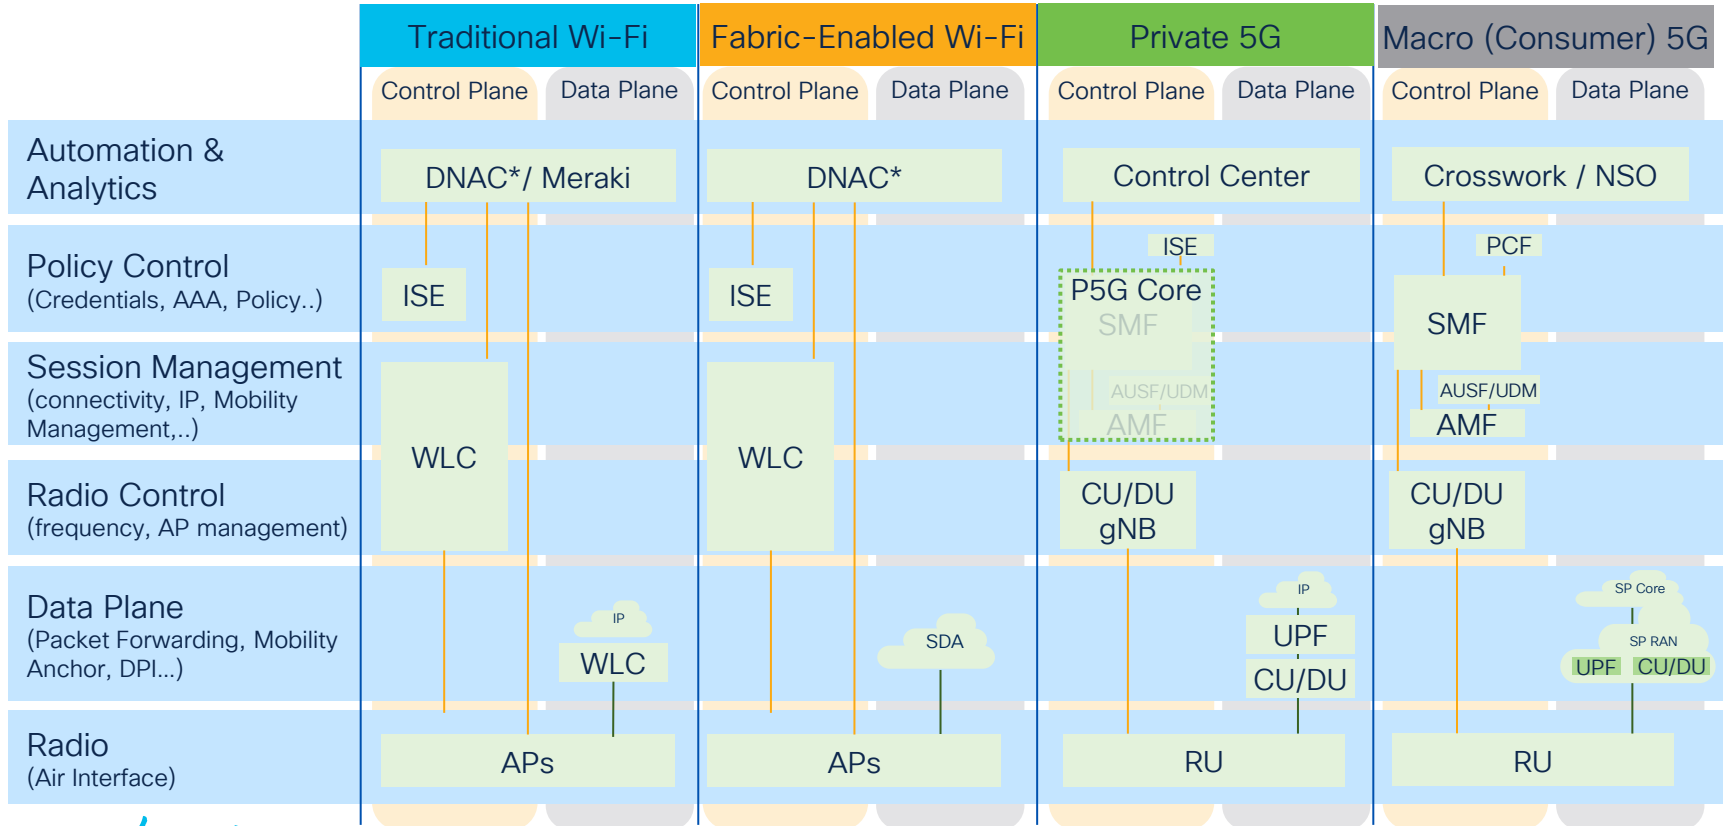 Traditional Wi-Fi
Fabric-Enabled Wi-Fi
Private 5G
Macro (Consumer) 5G
Control Plane
Data Plane
Control Plane
Data Plane
Control Plane
Data Plane
Control Plane
Data Plane
Automation &
Analytics
DNAC*/ Meraki
DNAC*
Control Center
Crosswork / NSO
Policy Control
(Credentials, AAA, Policy..)
ISE
ISE
ISE
P5G Core
SMF
PCF
SMF
Session Management
(connectivity, IP, Mobility
Management,..)
AUSF/UDM
AMF
AUSF/UDM
AMF
WLC
WLC
Radio Control
(frequency, AP management)
CU/DU
gNB
CU/DU
gNB
Data Plane
(Packet Forwarding, Mobility
Anchor, DPI...)
IP
WLC
SDA
IP
UPF
CU/DU
SP Core
SP RAN
UPF
CU/DU
Radio
(Air Interface)
APs
APs
RU
RU